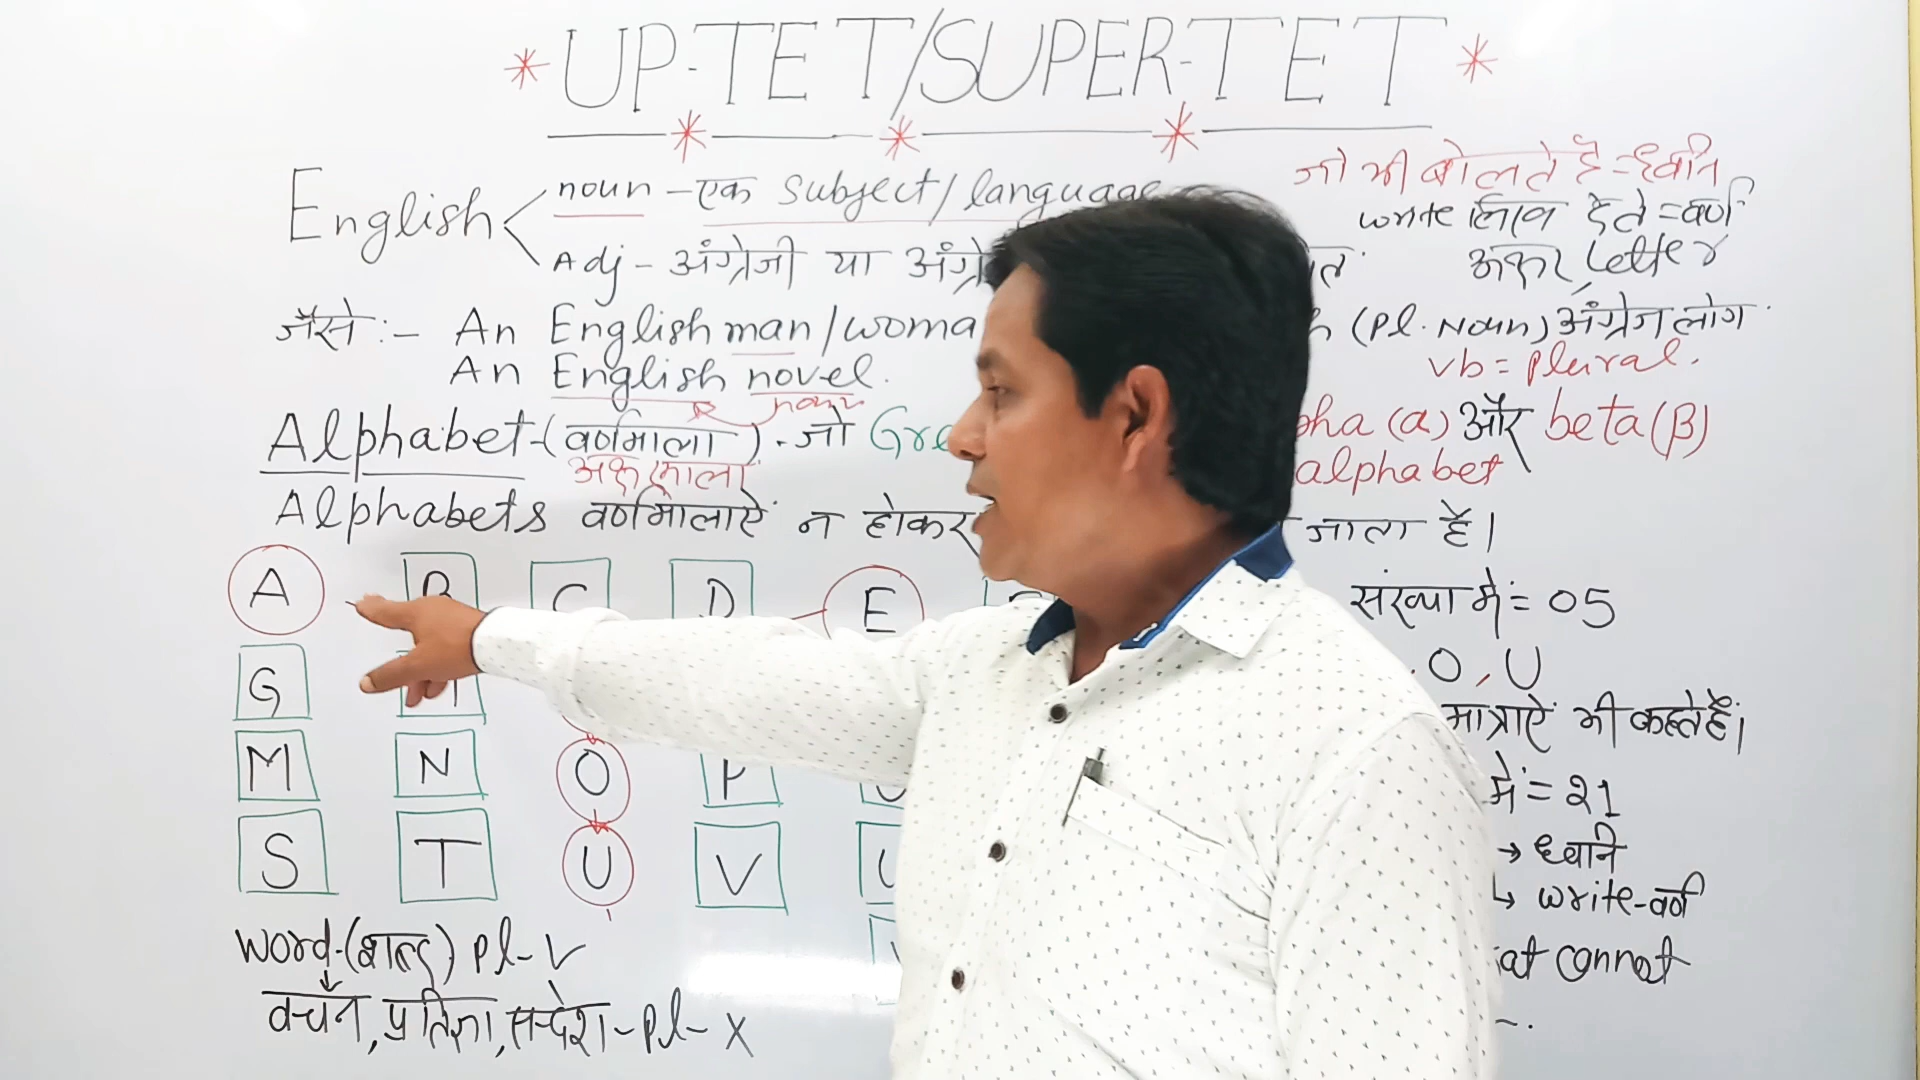 * UP-TET/SUPER-TET *
English
noun - एक subject/language
Adj - अंग्रेजी या
जैसे :- An English man/woma
An English novel.
noun
जो भी बोलते है = ध्वनि
write लिख देते = वर्ण
अक्षर, letter
(Pl. Noun) अंग्रेज लोग
vb = plural.
Alphabet - (वर्णमाला) - जो Gre
अक्षरमाला
pha (a) और beta (β)
alphabet
Alphabets वर्णमालाऐं न होकर
जाता है।
A B C D E
G
M N O P
S T U V
संख्या में = 05
O, U
मात्राऐं भी कहते हैं।
में = 21
→ ध्वनि
↳ write-वर्ण
at cannot
word - (शब्द) Pl - V
वचन, प्रतिज्ञा, सन्देश - Pl - X